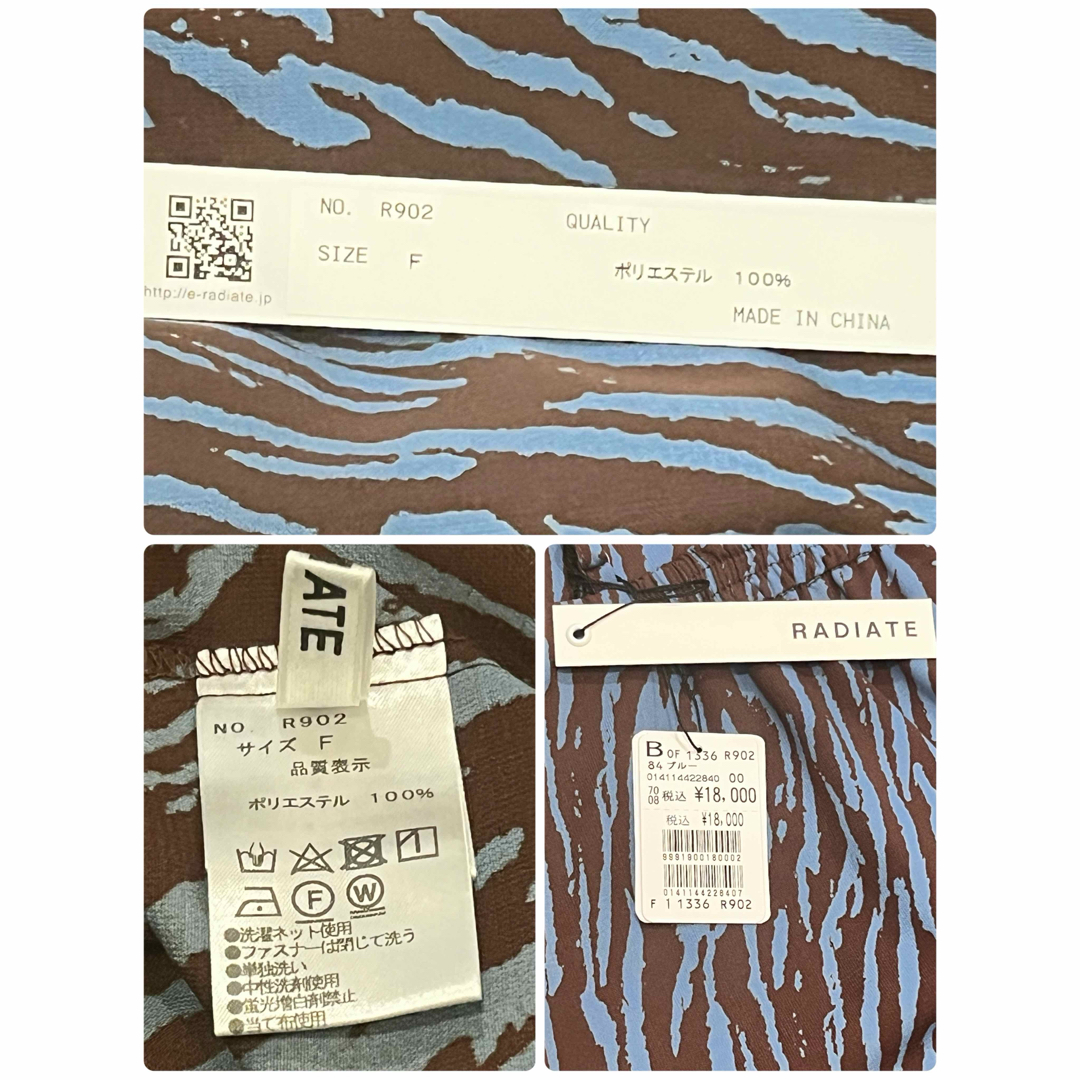 NO. R902
QUALITY
SIZE F
ポリエステル 100%
http://e-radiate.jp
MADE IN CHINA
ATE
NO. R902
サイズ F
品質表示
ポリエステル 100%
F
W
●洗濯ネット使用
●ファスナーは閉じて洗う
●単独洗い
●中性洗剤使用
●蛍光増白剤禁止
●当て布使用
RADIATE
B OF 1336 R902
84 ブルー
014114422840 00
7008 税込 ¥18,000
税込 ¥18,000
9991900180002
0141144228407
F 1 1336 R902